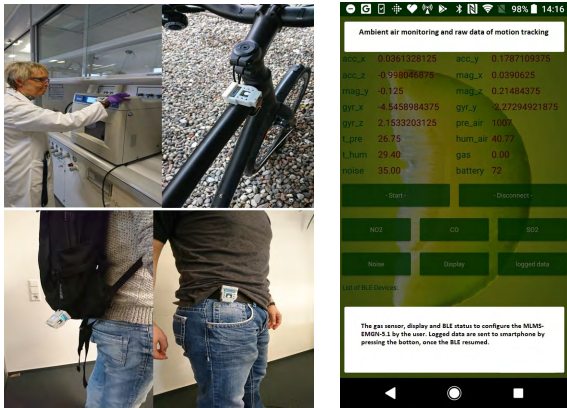 98% 14:16
Ambient air monitoring and raw data of motion tracking
acc_x 0.0361328125 acc_y 0.1787109375
acc_z -0.998046875 mag_x 0.0390625
mag_y -0.125 mag_z 0.21484375
gyr_x -4.5458984375 gyr_y -2.27294921875
gyr_z 2.1533203125 pre_air 1007
t_pre 26.75 hum_air 40.77
t_hum 29.40 gas 0.00
noise 35.00 battery 72
- Start - - Disconnect -
NO2 CO SO2
Noise Display logged data
List of BLE Devices:
The gas sensor, display and BLE status to configure the MLMS-
EMGN-5.1 by the user. Logged data are sent to smartphone by
pressing the botton, once the BLE resumed.